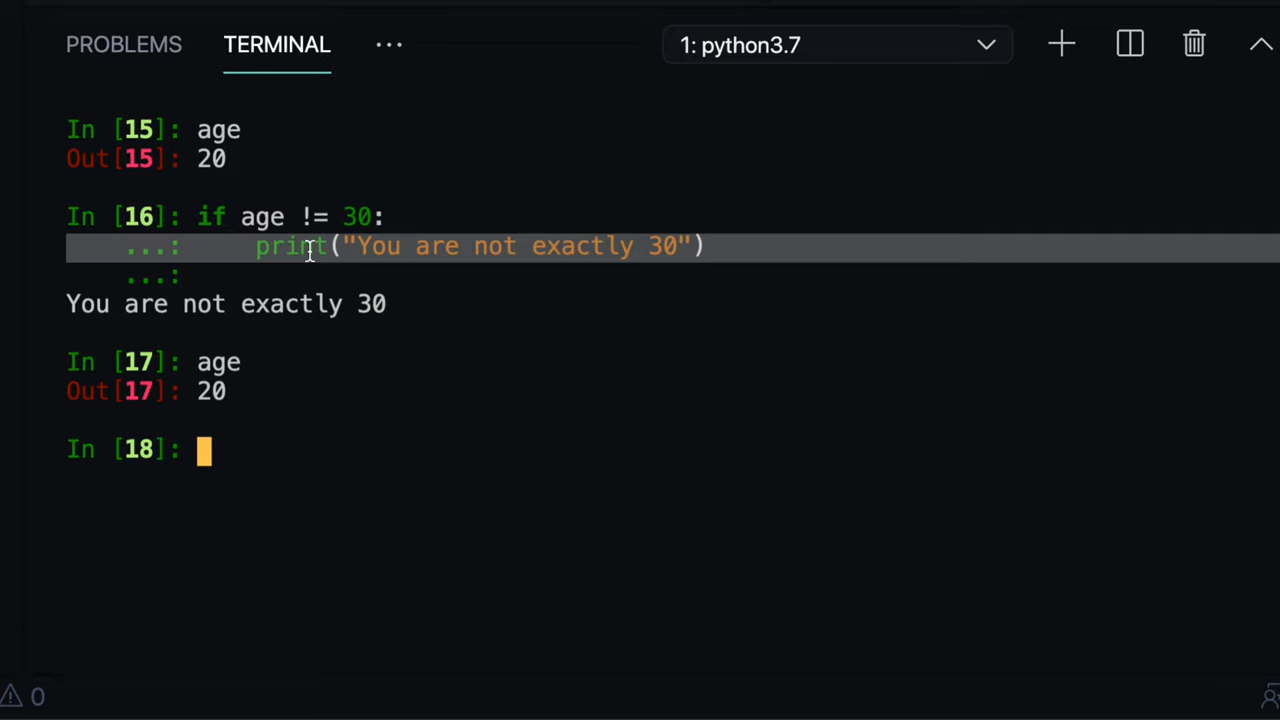 PROBLEMS TERMINAL ... 1: python3.7
In [15]: age
Out[15]: 20
In [16]: if age != 30:
...: print("You are not exactly 30")
...:
You are not exactly 30
In [17]: age
Out[17]: 20
In [18]:
0